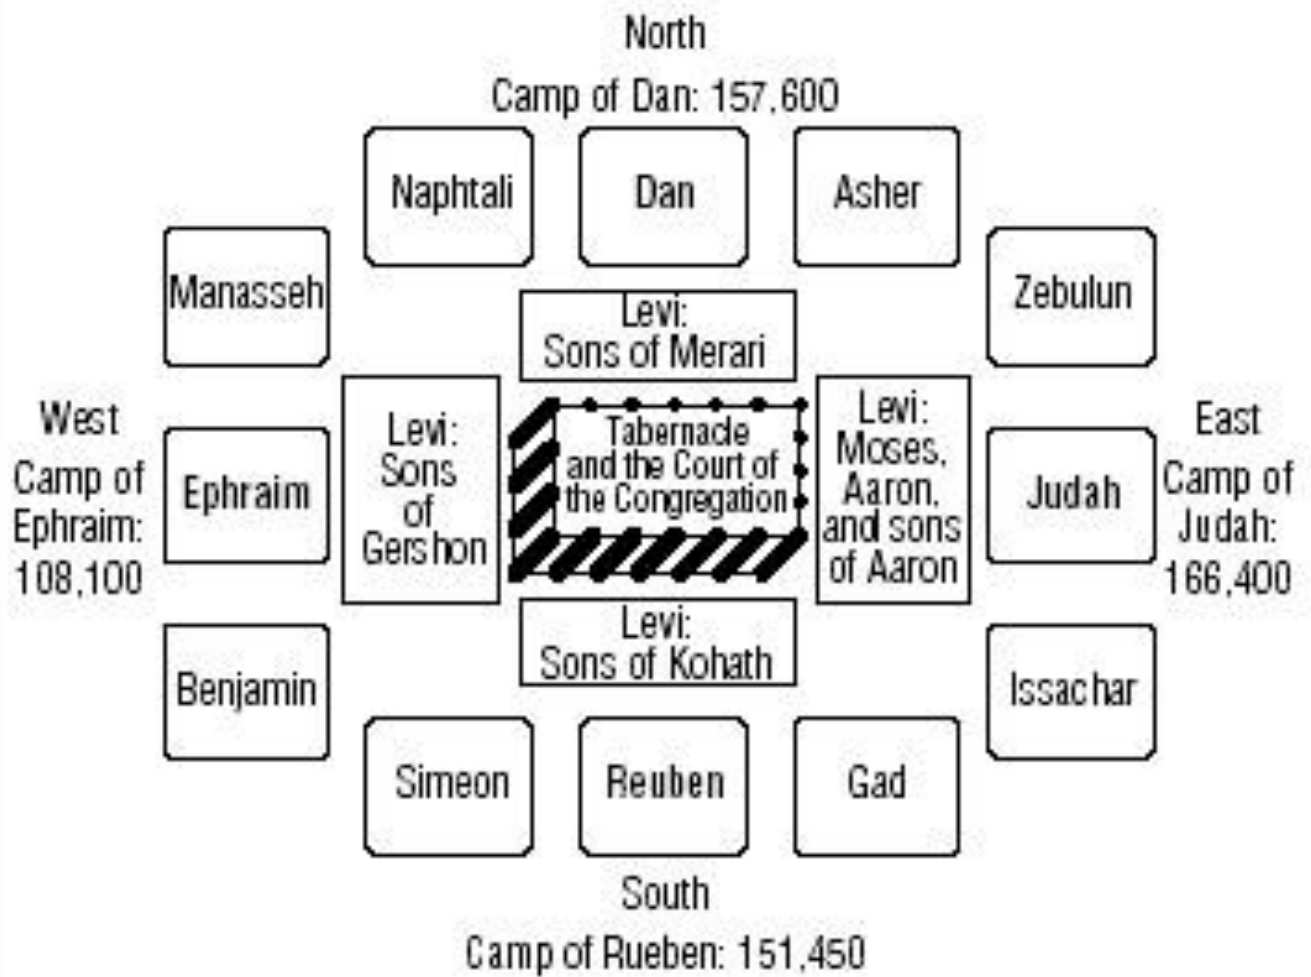 North
Camp of Dan: 157,600
Naphtali
Dan
Asher
Manasseh
Zebulun
Levi:
Sons of Merari
West
Camp of
Ephraim:
108,100
Ephraim
Levi:
Sons
of
Gershon
Tabernacle
and the Court of
the Congregation
Levi:
Moses,
Aaron,
and sons
of Aaron
Judah
East
Camp of
Judah:
166,400
Levi:
Sons of Kohath
Benjamin
Issachar
Simeon
Reuben
Gad
South
Camp of Rueben: 151,450